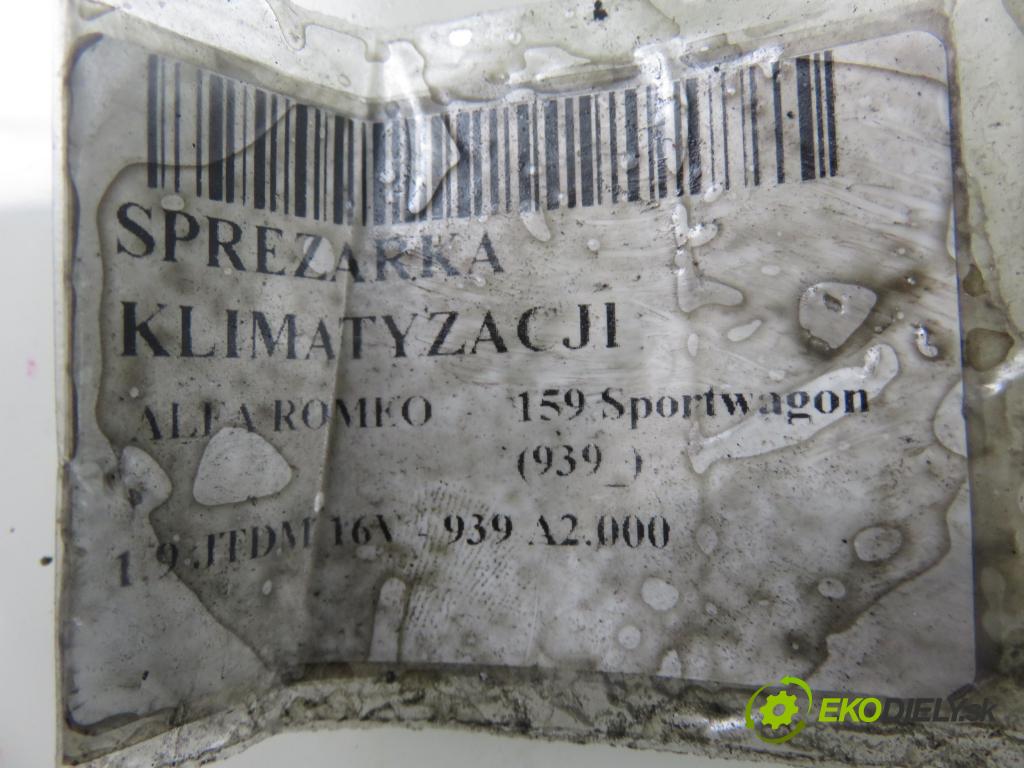 SPREZARKA
KLIMATYZACJI
ALFA ROMEO - 159 Sportwagon
(939_)
1.9 JTDM 16V - 939 A2.000
EKODIELY.sk